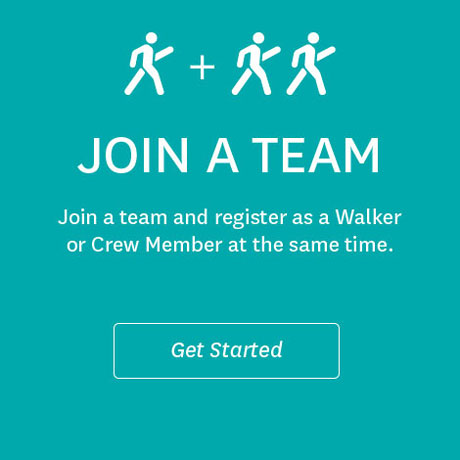 +
JOIN A TEAM
Join a team and register as a Walker
or Crew Member at the same time.
Get Started